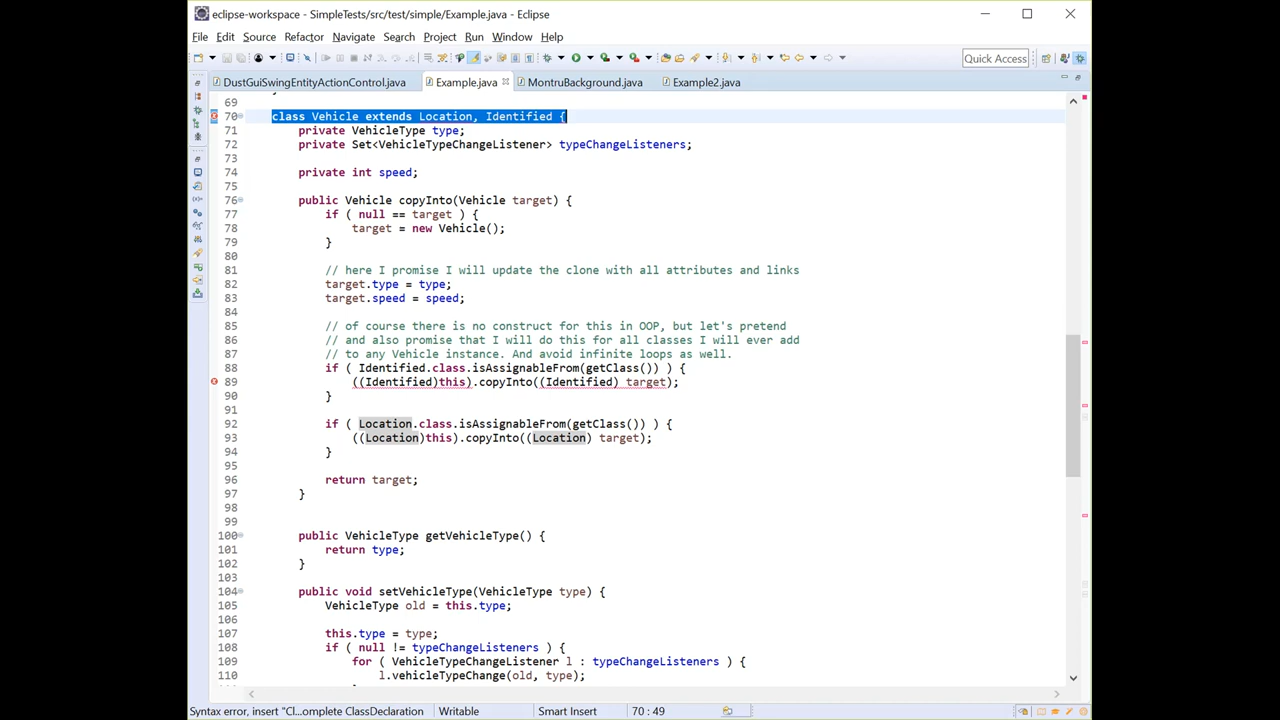 eclipse-workspace - SimpleTests/src/test/simple/Example.java - Eclipse
File Edit Source Refactor Navigate Search Project Run Window Help
Quick Access
DustGuiSwingEntityActionControl.java Example.java MontruBackground.java Example2.java
69
70 class Vehicle extends Location, Identified {
71 private VehicleType type;
72 private Set<VehicleTypeChangeListener> typeChangeListeners;
73
74 private int speed;
75
76 public Vehicle copyInto(Vehicle target) {
77 if ( null == target ) {
78 target = new Vehicle();
79 }
80
81 // here I promise I will update the clone with all attributes and links
82 target.type = type;
83 target.speed = speed;
84
85 // of course there is no construct for this in OOP, but let's pretend
86 // and also promise that I will do this for all classes I will ever add
87 // to any Vehicle instance. And avoid infinite loops as well.
88 if ( Identified.class.isAssignableFrom(getClass()) ) {
89 ((Identified)this).copyInto((Identified) target);
90 }
91
92 if ( Location.class.isAssignableFrom(getClass()) ) {
93 ((Location)this).copyInto((Location) target);
94 }
95
96 return target;
97 }
98
99
100 public VehicleType getVehicleType() {
101 return type;
102 }
103
104 public void setVehicleType(VehicleType type) {
105 VehicleType old = this.type;
106
107 this.type = type;
108 if ( null != typeChangeListeners ) {
109 for ( VehicleTypeChangeListener l : typeChangeListeners ) {
110 l.vehicleTypeChange(old, type);
Syntax error, insert "Cl...omplete ClassDeclaration Writable Smart Insert 70 : 49